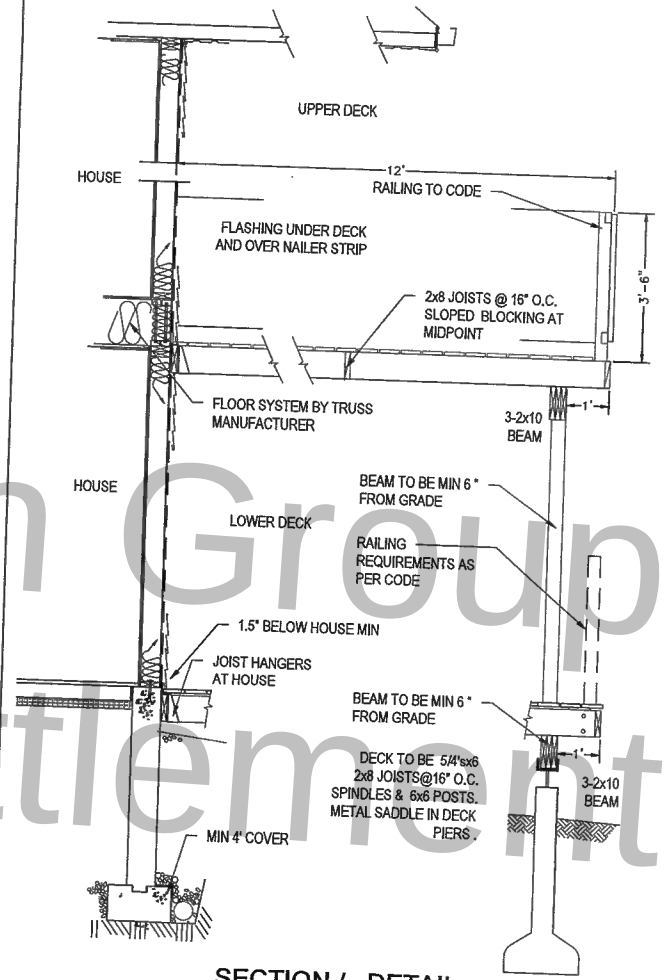 UPPER DECK
12'
HOUSE
RAILING TO CODE
FLASHING UNDER DECK
AND OVER NAILER STRIP
3'-6"
2x8 JOISTS @ 16" O.C.
SLOPED BLOCKING AT
MIDPOINT
FLOOR SYSTEM BY TRUSS
MANUFACTURER
1'
3-2x10
BEAM
HOUSE
BEAM TO BE MIN 6 "
FROM GRADE
LOWER DECK
RAILING
REQUIREMENTS AS
PER CODE
1.5" BELOW HOUSE MIN
JOIST HANGERS
AT HOUSE
BEAM TO BE MIN 6 "
FROM GRADE
1'
DECK TO BE 5/4'sx6
2x8 JOISTS@16" O.C.
SPINDLES & 6x6 POSTS.
METAL SADDLE IN DECK
PIERS .
3-2x10
BEAM
MIN 4' COVER
n Group
ttlement